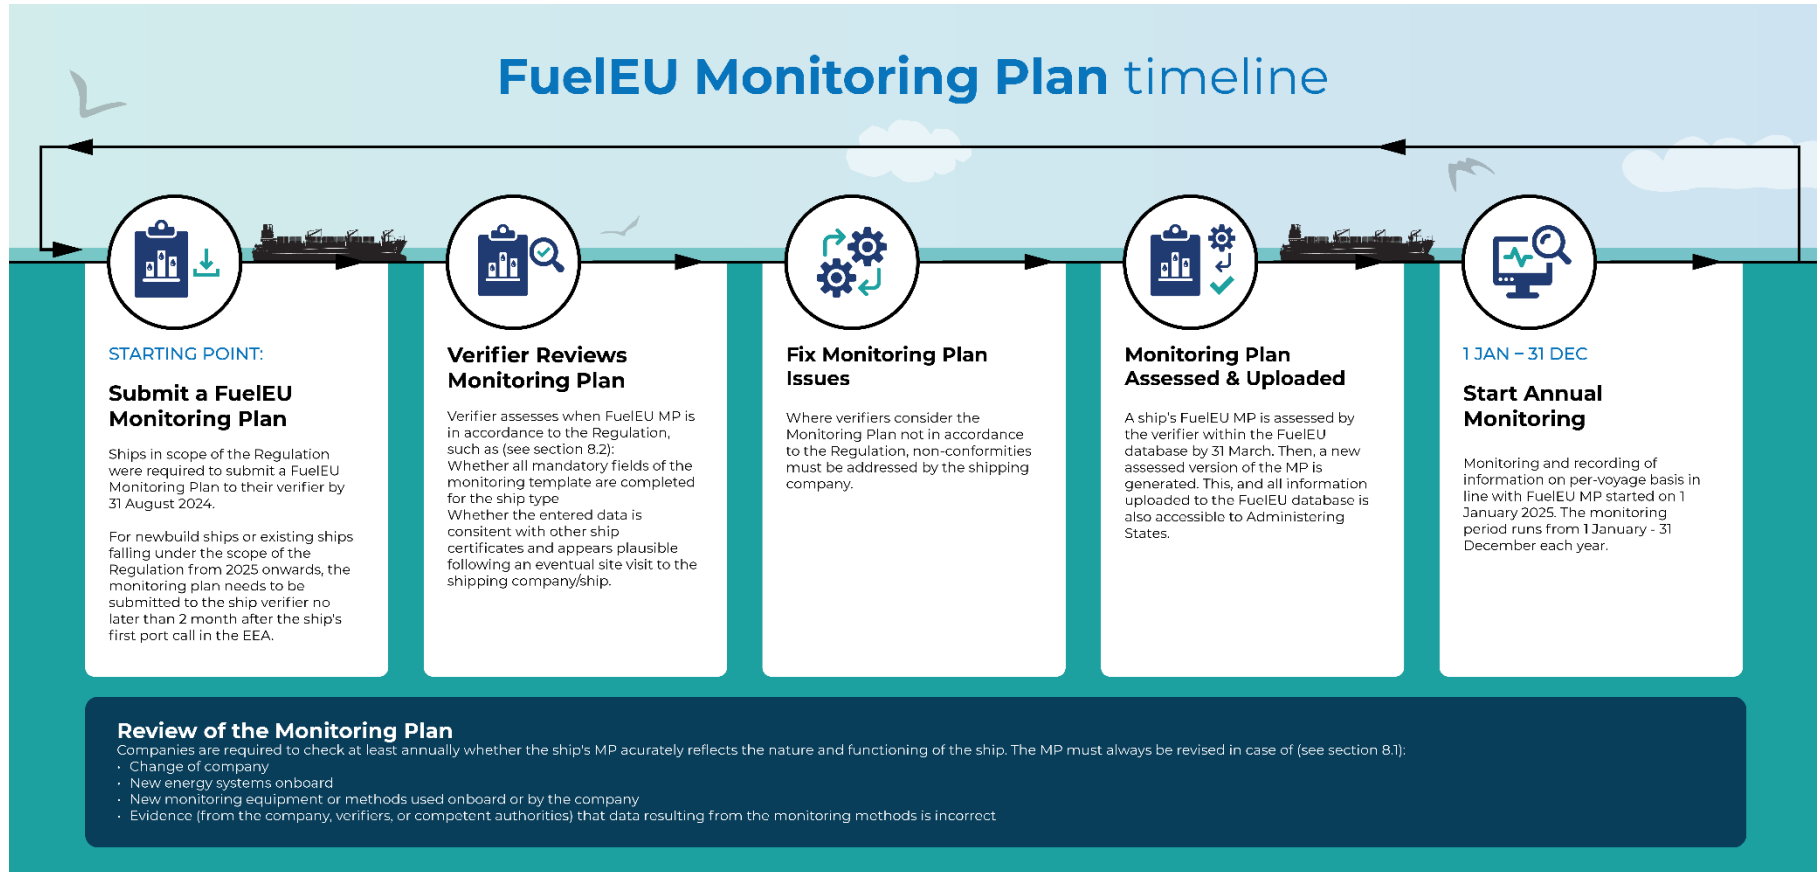 FuelEU Monitoring Plan timeline
STARTING POINT:
Submit a FuelEU
Monitoring Plan
Ships in scope of the Regulation
were required to submit a FuelEU
Monitoring Plan to their verifier by
31 August 2024.
For newbuild ships or existing ships
falling under the scope of the
Regulation from 2025 onwards, the
monitoring plan needs to be
submitted to the ship verifier no
later than 2 month after the ship's
first port call in the EEA.
Verifier Reviews
Monitoring Plan
Verifier assesses when FuelEU MP is
in accordance to the Regulation,
such as (see section 8.2):
Whether all mandatory fields of the
monitoring template are completed
for the ship type
Whether the entered data is
consitent with other ship
certificates and appears plausible
following an eventual site visit to the
shipping company/ship.
Fix Monitoring Plan
Issues
Where verifiers consider the
Monitoring Plan not in accordance
to the Regulation, non-conformities
must be addressed by the shipping
company.
Monitoring Plan
Assessed & Uploaded
A ship's FuelEU MP is assessed by
the verifier within the FuelEU
database by 31 March. Then, a new
assessed version of the MP is
generated. This, and all information
uploaded to the FuelEU database is
also accessible to Administering
States.
1 JAN – 31 DEC
Start Annual
Monitoring
Monitoring and recording of
information on per-voyage basis in
line with FuelEU MP started on 1
January 2025. The monitoring
period runs from 1 January - 31
December each year.
Review of the Monitoring Plan
Companies are required to check at least annually whether the ship's MP acurately reflects the nature and functioning of the ship. The MP must always be revised in case of (see section 8.1):
• Change of company
• New energy systems onboard
• New monitoring equipment or methods used onboard or by the company
• Evidence (from the company, verifiers, or competent authorities) that data resulting from the monitoring methods is incorrect